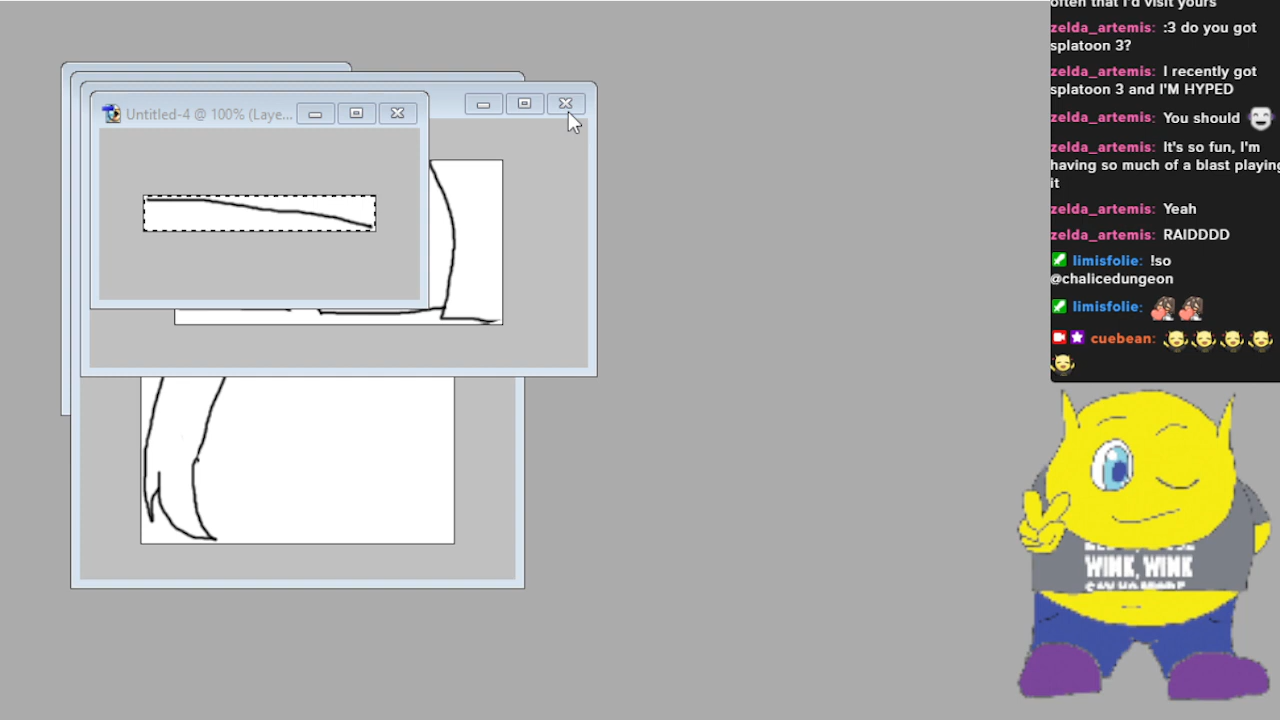 Untitled-4 @ 100% (Laye...
often that I'd visit yours
zelda_artemis: :3 do you got
splatoon 3?
zelda_artemis: I recently got
splatoon 3 and I'M HYPED
zelda_artemis: You should
zelda_artemis: It's so fun, I'm
having so much of a blast playing
it
zelda_artemis: Yeah
zelda_artemis: RAIDDDD
limisfolie: !so
@chalicedungeon
limisfolie:
cuebean:
WINK, WINK